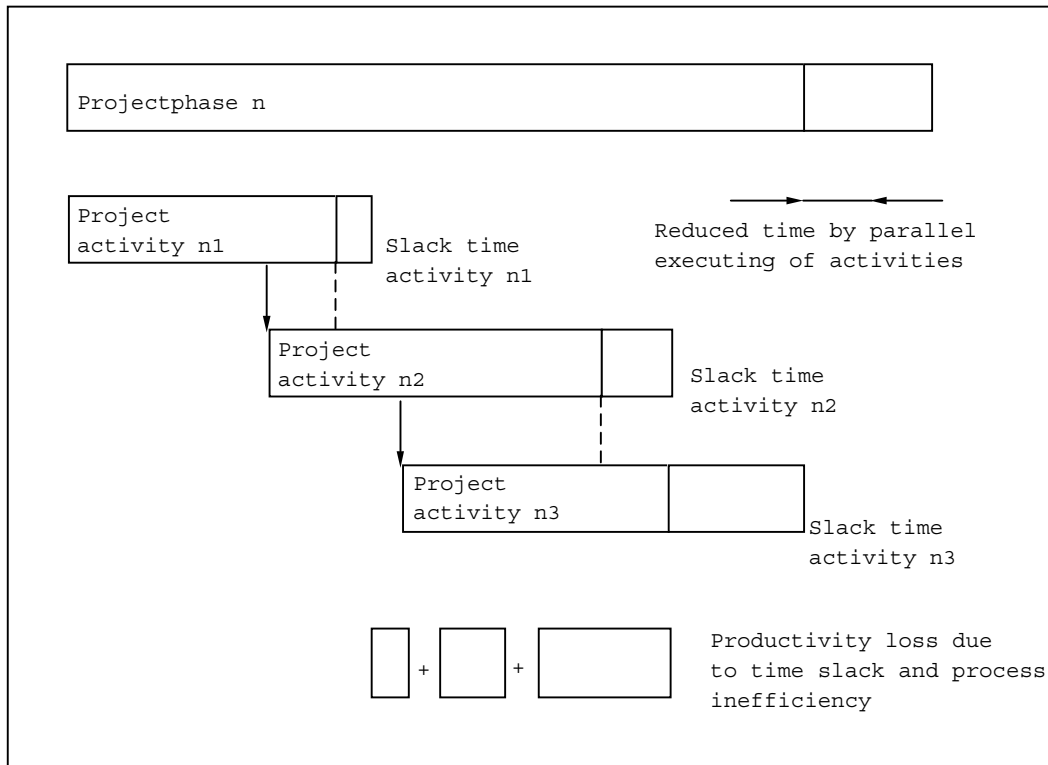 Projectphase n
Project
activity n1
Slack time
activity n1
Reduced time by parallel
executing of activities
Project
activity n2
Slack time
activity n2
Project
activity n3
Slack time
activity n3
+
+
Productivity loss due
to time slack and process
inefficiency